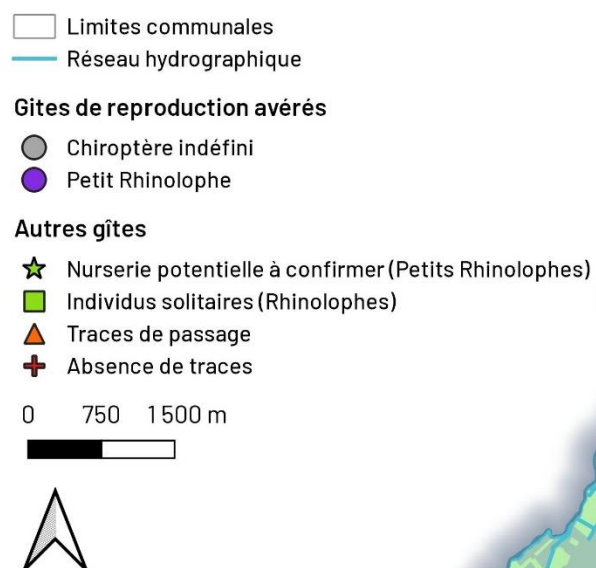 Limites communales
Réseau hydrographique
Gites de reproduction avérés
Chiroptère indéfini
Petit Rhinolophe
Autres gîtes
Nurserie potentielle à confirmer (Petits Rhinolophes)
Individus solitaires (Rhinolophes)
Traces de passage
Absence de traces
0 750 1 500 m